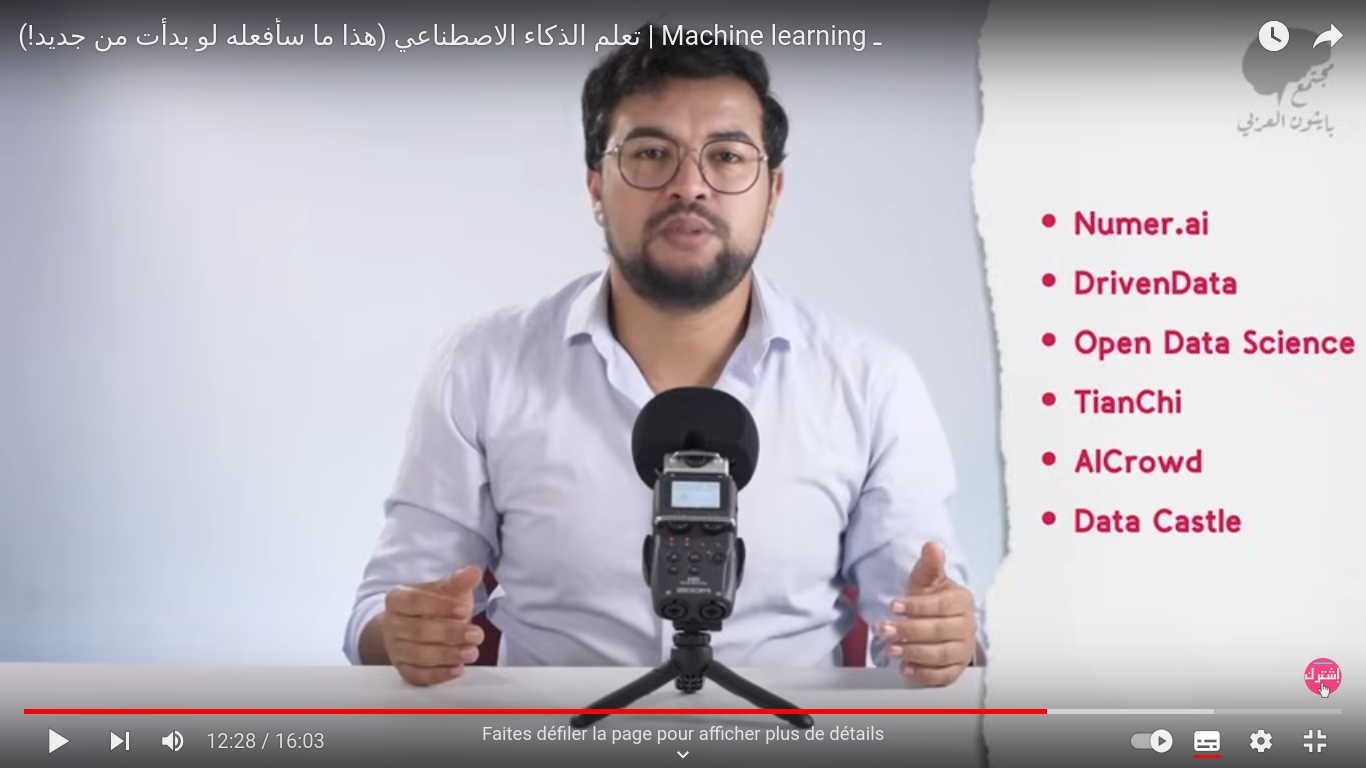 تعلم الذكاء الاصطناعي (هذا ما سأفعله لو بدأت من جديد!) | Machine learning ـ
مجتمع
بايثون العربي
• Numer.ai
• DrivenData
• Open Data Science
• TianChi
• AICrowd
• Data Castle
ZOOM
إشترك
12:28 / 16:03
Faites défiler la page pour afficher plus de détails